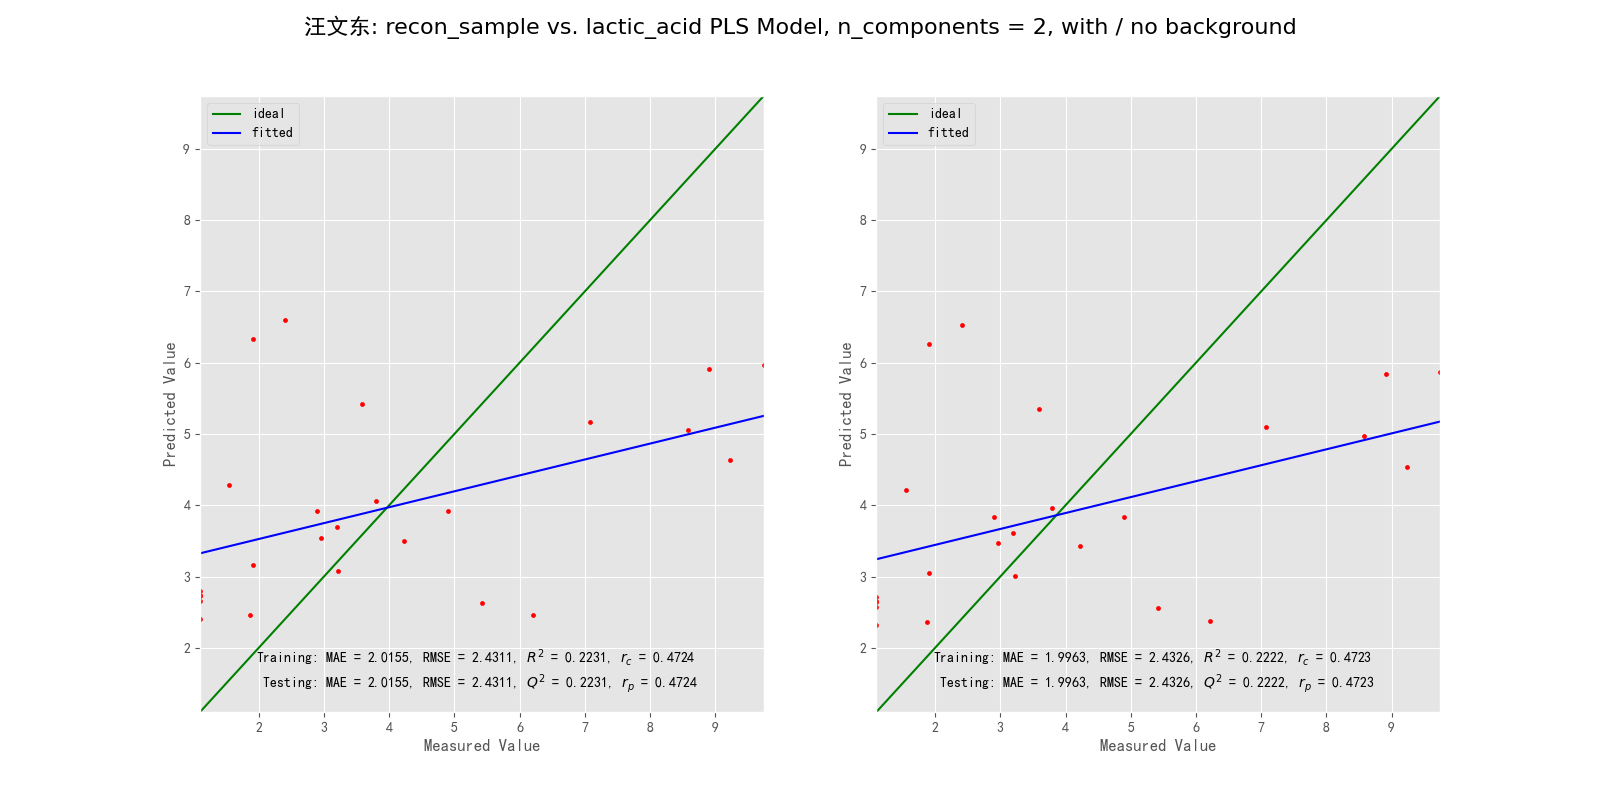 汪文东: recon_sample vs. lactic_acid PLS Model, n_components = 2, with / no background
ideal
fitted
9
8
7
6
5
4
3
2
Predicted Value
Training: MAE = 2.0155, RMSE = 2.4311, R² = 0.2231, r_c = 0.4724
Testing: MAE = 2.0155, RMSE = 2.4311, Q² = 0.2231, r_p = 0.4724
2 3 4 5 6 7 8 9
Measured Value
ideal
fitted
9
8
7
6
5
4
3
2
Predicted Value
Training: MAE = 1.9963, RMSE = 2.4326, R² = 0.2222, r_c = 0.4723
Testing: MAE = 1.9963, RMSE = 2.4326, Q² = 0.2222, r_p = 0.4723
2 3 4 5 6 7 8 9
Measured Value